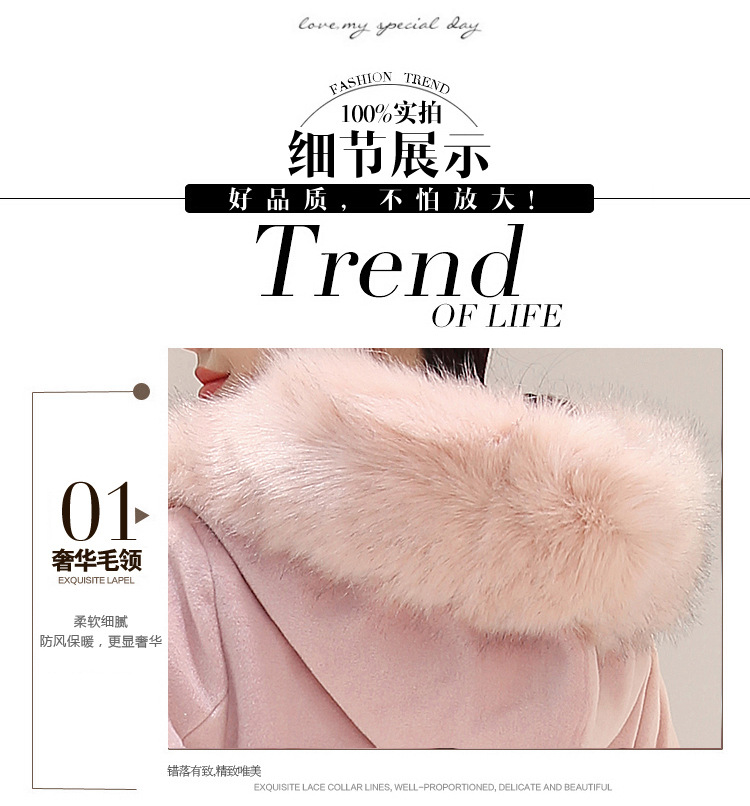 love.my special day
FASHION TREND
100%实拍
细节展示
好品质，不怕放大!
Trend
OF LIFE
01
奢华毛领
EXQUISITE LAPEL
柔软细腻
防风保暖，更显奢华
错落有致,精致唯美
EXQUISITE LACE COLLAR LINES, WELL-PROPORTIONED, DELICATE AND BEAUTIFUL